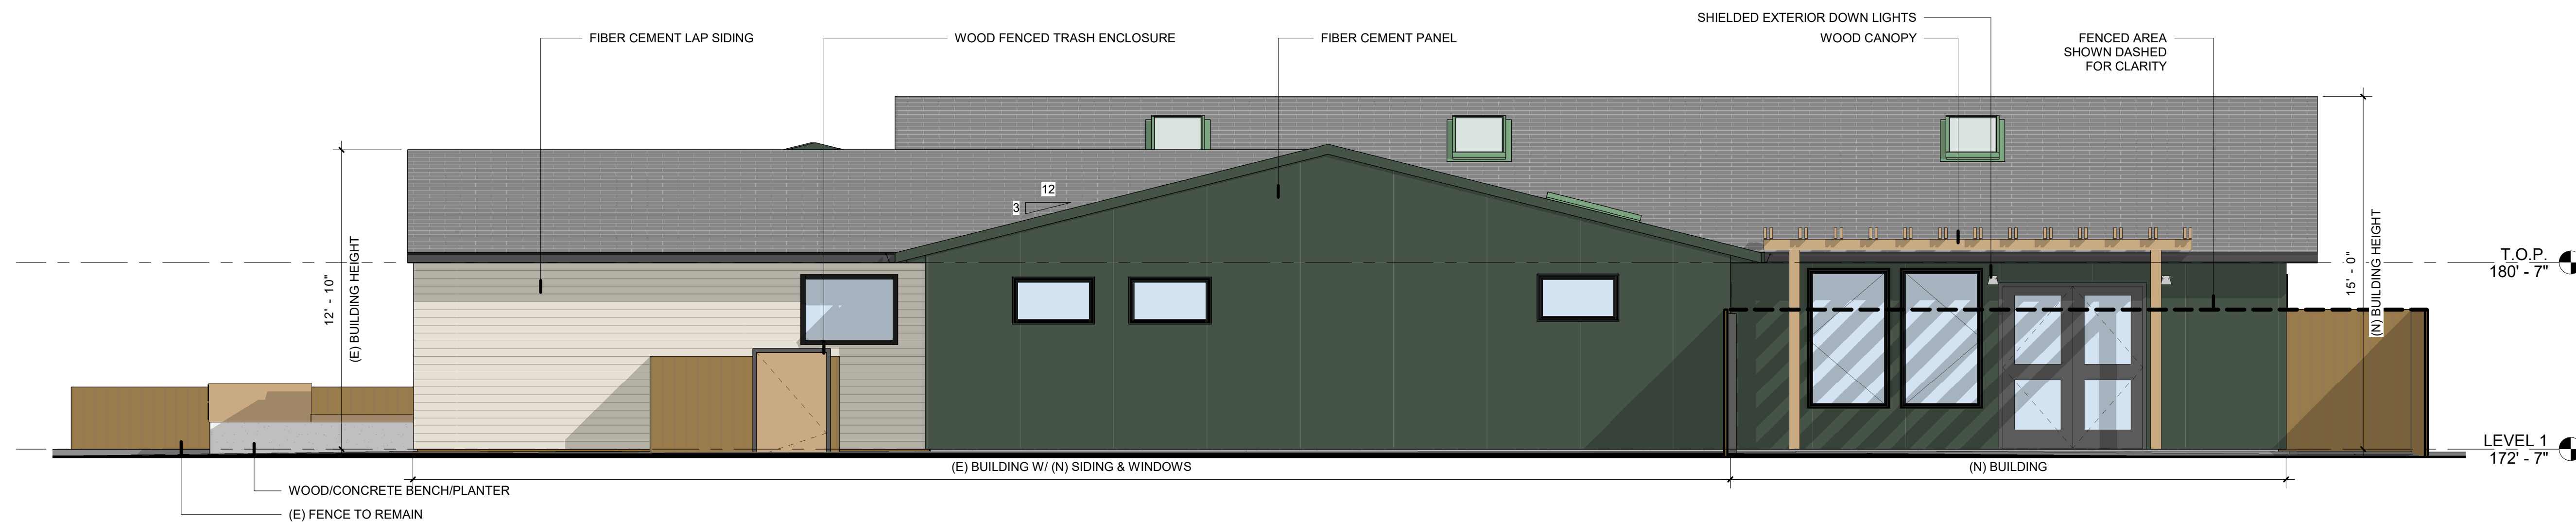 SHIELDED EXTERIOR DOWN LIGHTS
FIBER CEMENT LAP SIDING
WOOD FENCED TRASH ENCLOSURE
FIBER CEMENT PANEL
WOOD CANOPY
FENCED AREA
SHOWN DASHED
FOR CLARITY
12
3
12' - 10"
(E) BUILDING HEIGHT
15' - 0"
(N) BUILDING HEIGHT
T.O.P.
180' - 7"
LEVEL 1
172' - 7"
(E) BUILDING W/ (N) SIDING & WINDOWS
(N) BUILDING
WOOD/CONCRETE BENCH/PLANTER
(E) FENCE TO REMAIN